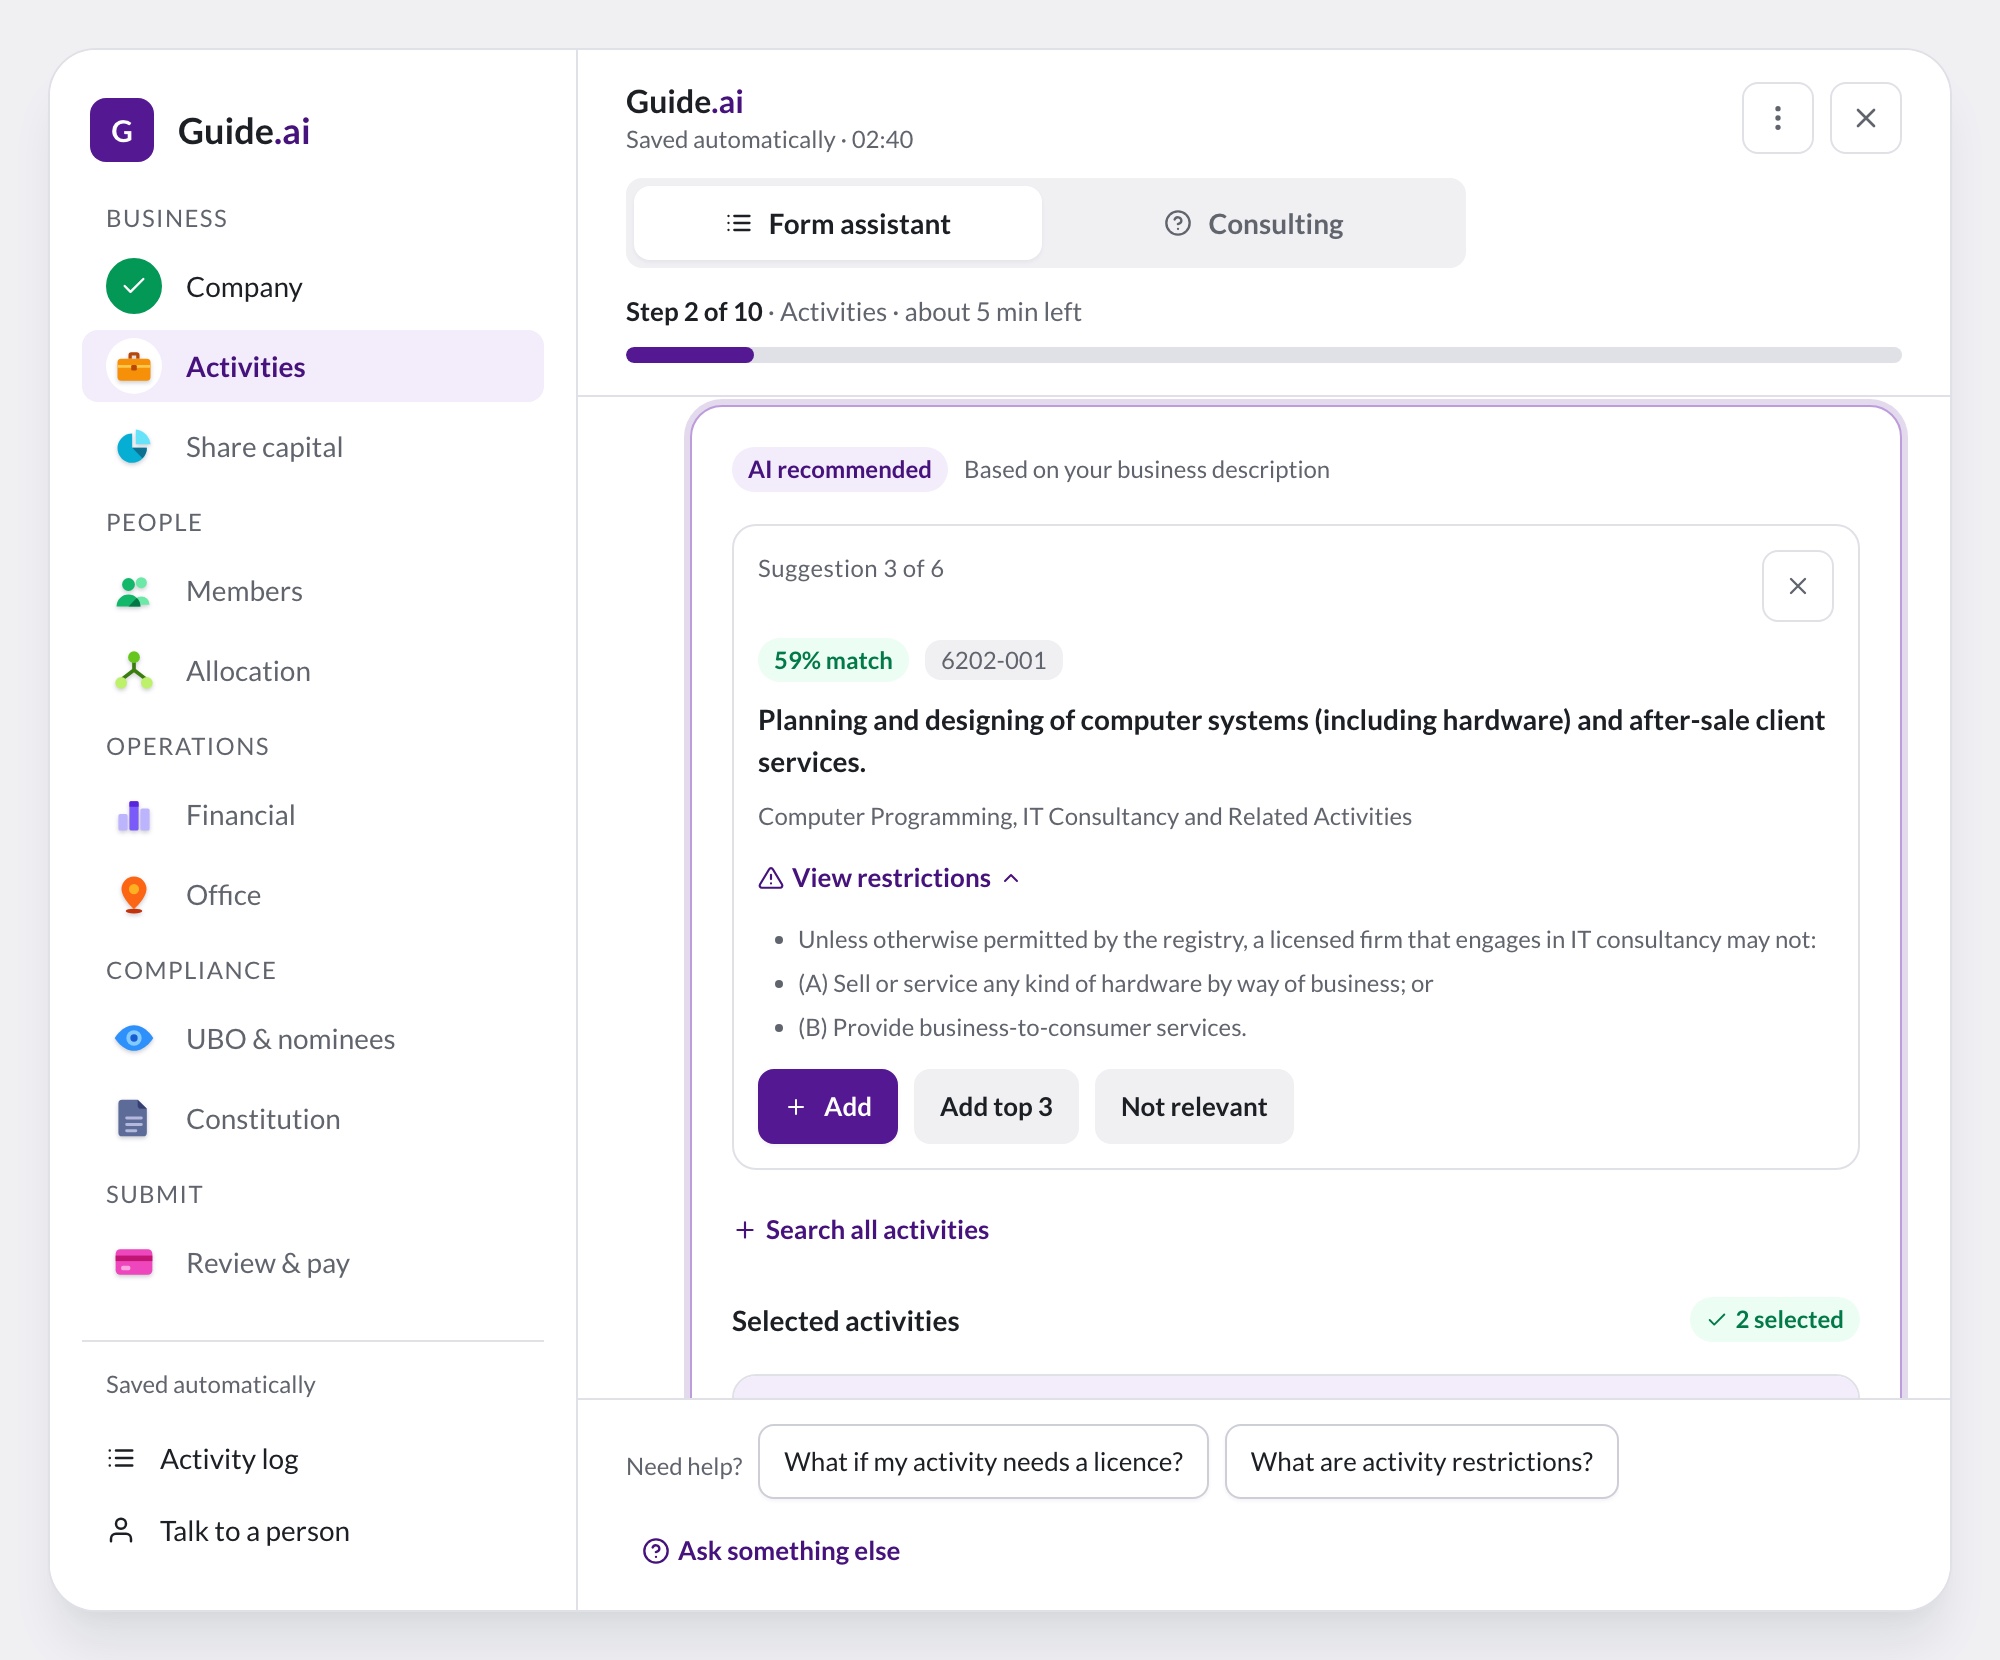 G Guide.ai
BUSINESS
Company
Activities
Share capital
PEOPLE
Members
Allocation
OPERATIONS
Financial
Office
COMPLIANCE
UBO & nominees
Constitution
SUBMIT
Review & pay
Saved automatically
Activity log
Talk to a person
Guide.ai
Saved automatically · 02:40
Form assistant
Consulting
Step 2 of 10 · Activities · about 5 min left
AI recommended Based on your business description
Suggestion 3 of 6
59% match 6202-001
Planning and designing of computer systems (including hardware) and after-sale client
services.
Computer Programming, IT Consultancy and Related Activities
View restrictions
• Unless otherwise permitted by the registry, a licensed firm that engages in IT consultancy may not:
• (A) Sell or service any kind of hardware by way of business; or
• (B) Provide business-to-consumer services.
+ Add
Add top 3
Not relevant
+ Search all activities
Selected activities
2 selected
Need help?
What if my activity needs a licence?
What are activity restrictions?
Ask something else